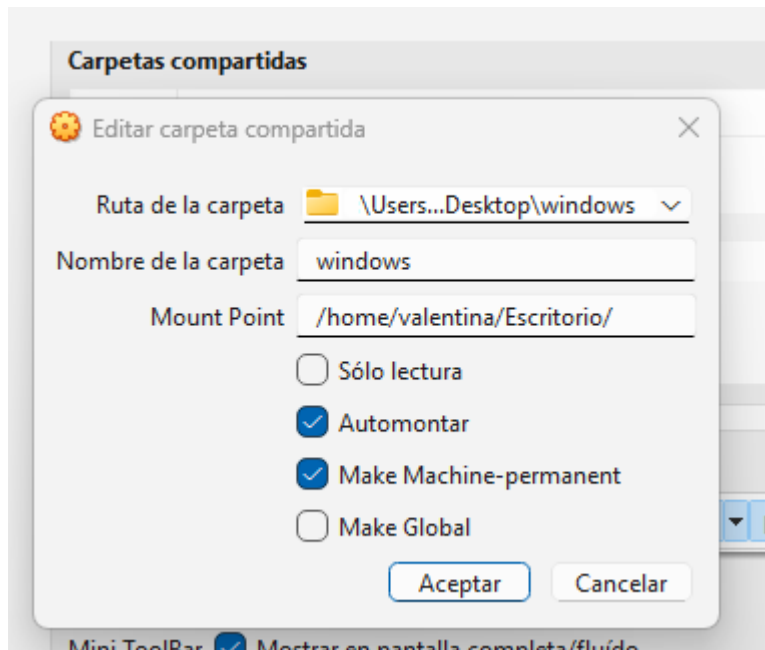 Carpetas compartidas
Editar carpeta compartida
Ruta de la carpeta \Users...Desktop\windows
Nombre de la carpeta windows
Mount Point /home/valentina/Escritorio/
Sólo lectura
Automontar
Make Machine-permanent
Make Global
Aceptar Cancelar
Mini ToolBar Mostrar en pantalla completa/fluído